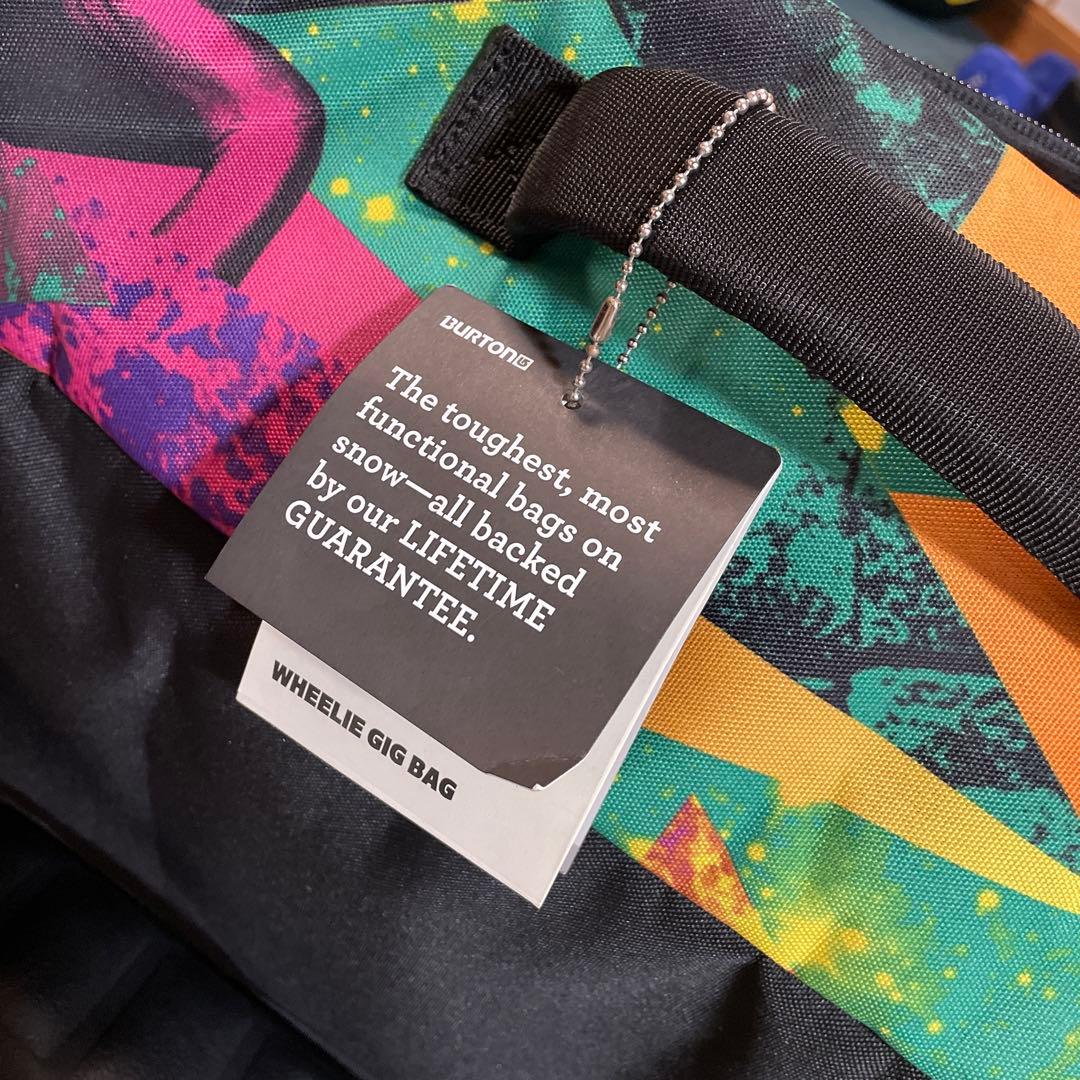 BURTON
The toughest, most
functional bags on
snow—all backed
by our LIFETIME
GUARANTEE.
WHEELIE GIG BAG